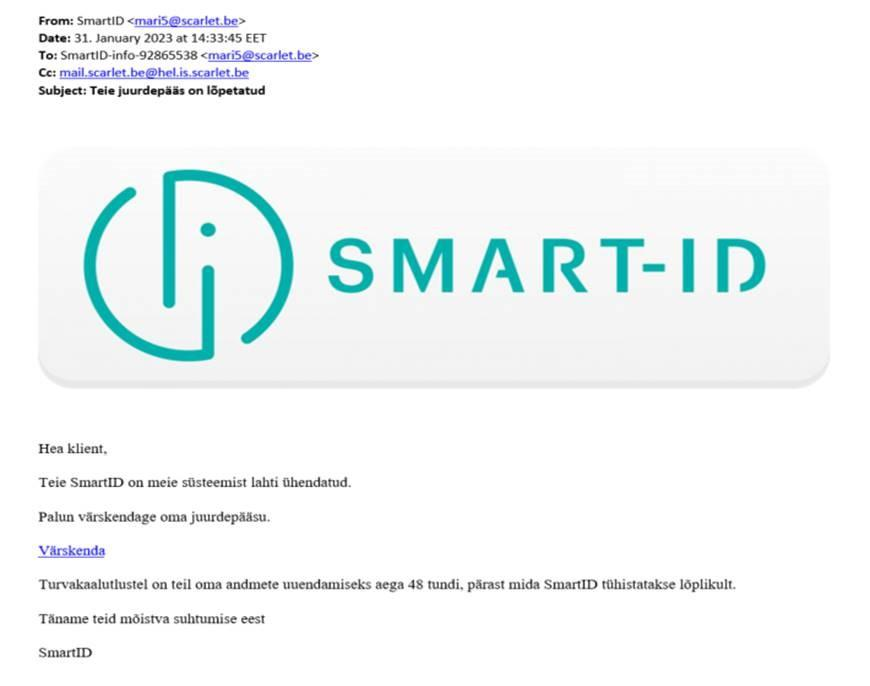 From: SmartID <mari5@scarlet.be>
Date: 31. January 2023 at 14:33:45 EET
To: SmartID-info-92865538 <mari5@scarlet.be>
Cc: mail.scarlet.be@hel.is.scarlet.be
Subject: Teie juurdepääs on lõpetatud
SMART-ID
Hea klient,
Teie SmartID on meie süsteemist lahti ühendatud.
Palun värskendage oma juurdepääsu.
Värskenda
Turvakaalutlustel on teil oma andmete uuendamiseks aega 48 tundi, pärast mida SmartID tühistatakse lõplikult.
Täname teid mõistva suhtumise eest
SmartID